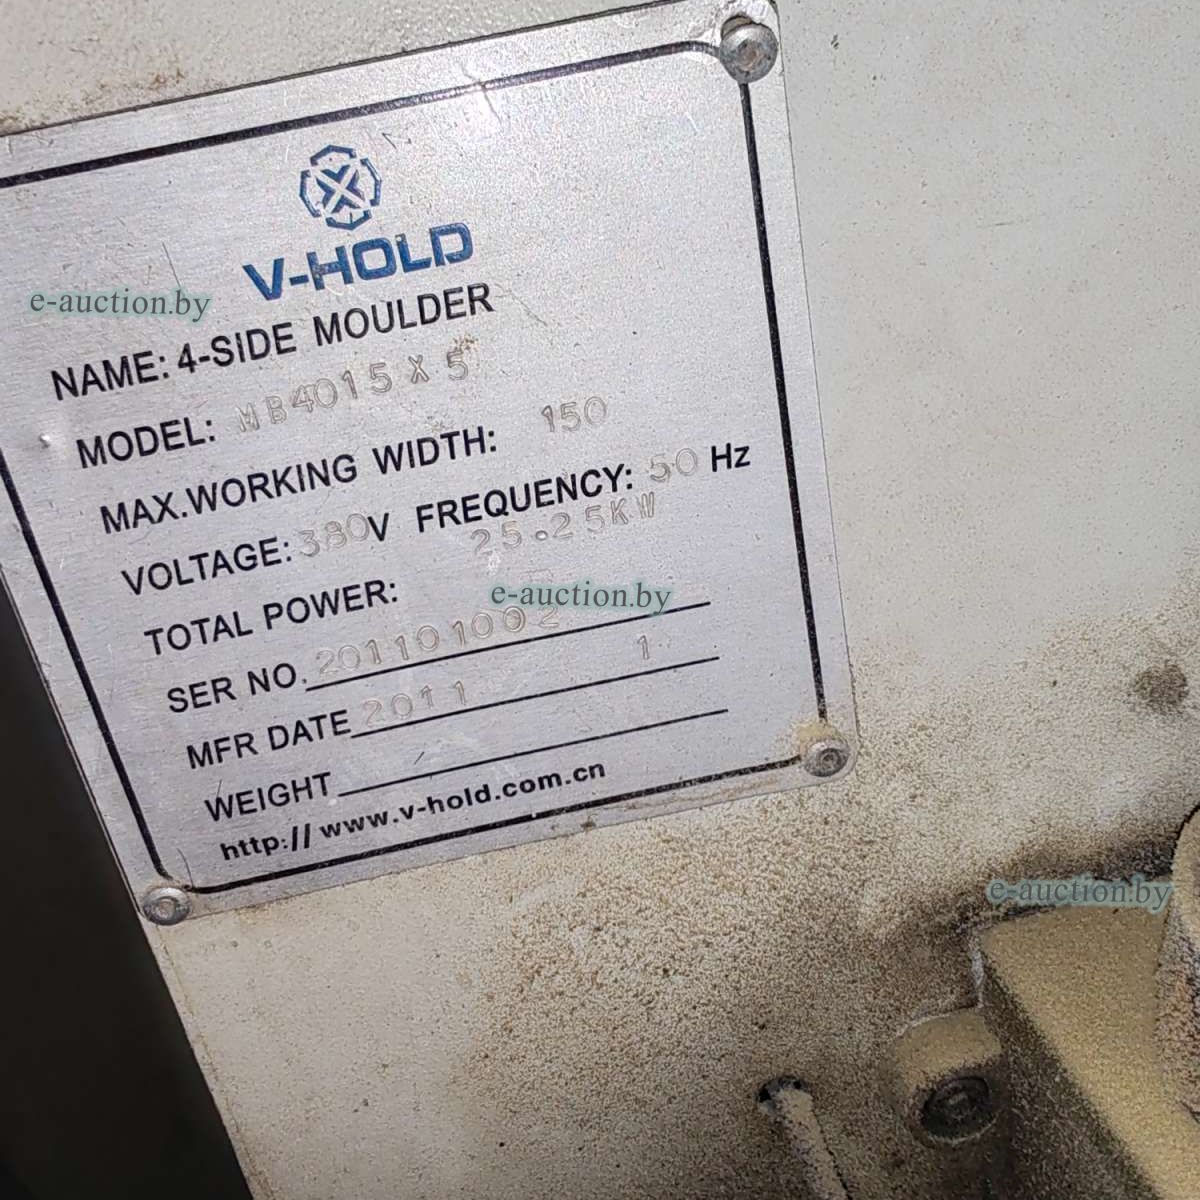 V-HOLD
e-auction.by
NAME: 4-SIDE MOULDER
MODEL: MB4015 X 5
MAX.WORKING WIDTH: 150
VOLTAGE: 380V FREQUENCY: 50 Hz
TOTAL POWER: 25.25KW
e-auction.by
SER NO. 201101002
MFR DATE 2011 1
WEIGHT
http://www.v-hold.com.cn
e-auction.by